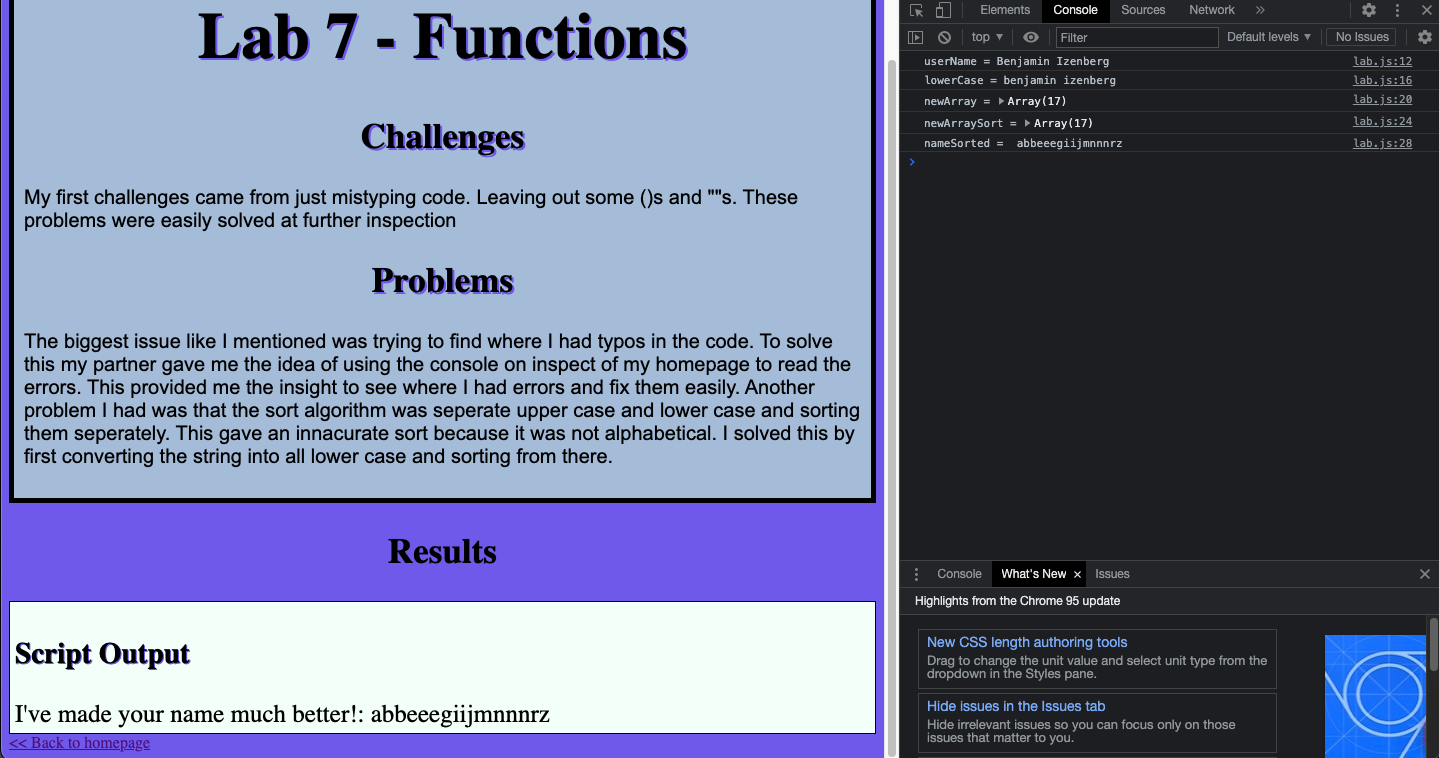 Lab 7 - Functions
Challenges
My first challenges came from just mistyping code. Leaving out some ()s and ""s. These
problems were easily solved at further inspection
Problems
The biggest issue like I mentioned was trying to find where I had typos in the code. To solve
this my partner gave me the idea of using the console on inspect of my homepage to read the
errors. This provided me the insight to see where I had errors and fix them easily. Another
problem I had was that the sort algorithm was seperate upper case and lower case and sorting
them seperately. This gave an innacurate sort because it was not alphabetical. I solved this by
first converting the string into all lower case and sorting from there.
Results
Script Output
I've made your name much better!: abbeeegiijmnnnrz
<< Back to homepage
Elements Console Sources Network »
top ▼ Filter Default levels ▼ No Issues
userName = Benjamin Izenberg lab.js:12
lowerCase = benjamin izenberg lab.js:16
newArray = ▶Array(17) lab.js:20
newArraySort = ▶Array(17) lab.js:24
nameSorted =  abbeeegiijmnnnrz lab.js:28
›
Console What's New × Issues
Highlights from the Chrome 95 update
New CSS length authoring tools
Drag to change the unit value and select unit type from the
dropdown in the Styles pane.
Hide issues in the Issues tab
Hide irrelevant issues so you can focus only on those
issues that matter to you.